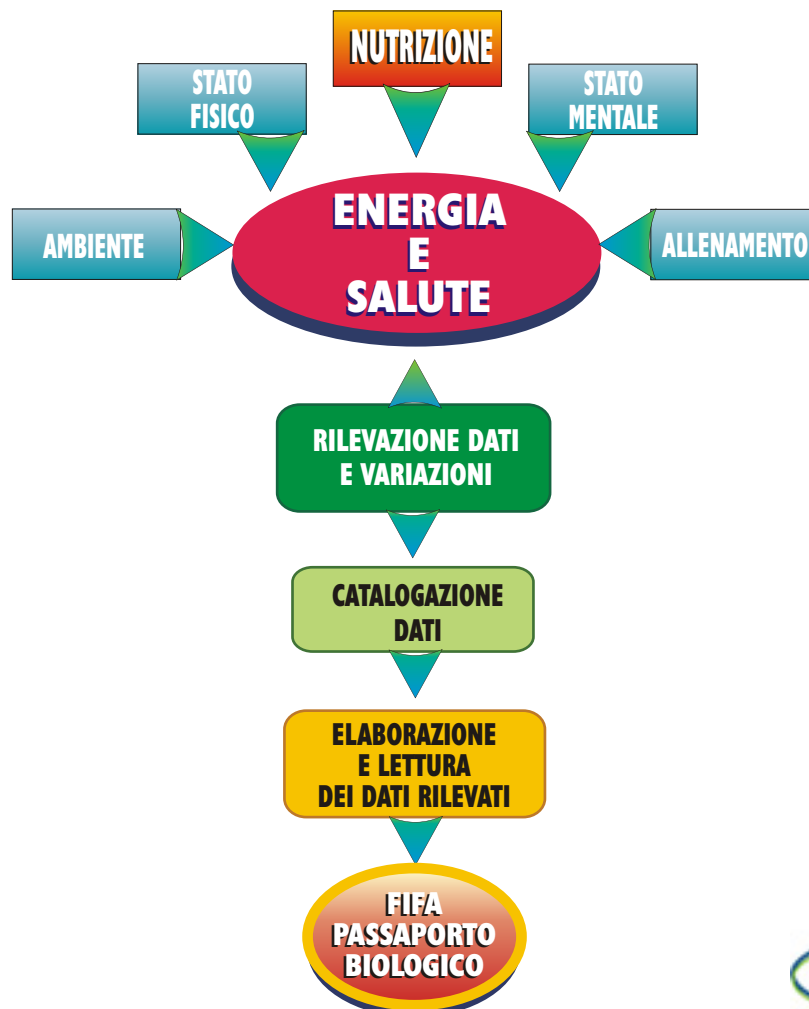 NUTRIZIONE
STATO
FISICO
STATO
MENTALE
AMBIENTE
ENERGIA
E
SALUTE
ALLENAMENTO
RILEVAZIONE DATI
E VARIAZIONI
CATALOGAZIONE
DATI
ELABORAZIONE
E LETTURA
DEI DATI RILEVATI
FIFA
PASSAPORTO
BIOLOGICO